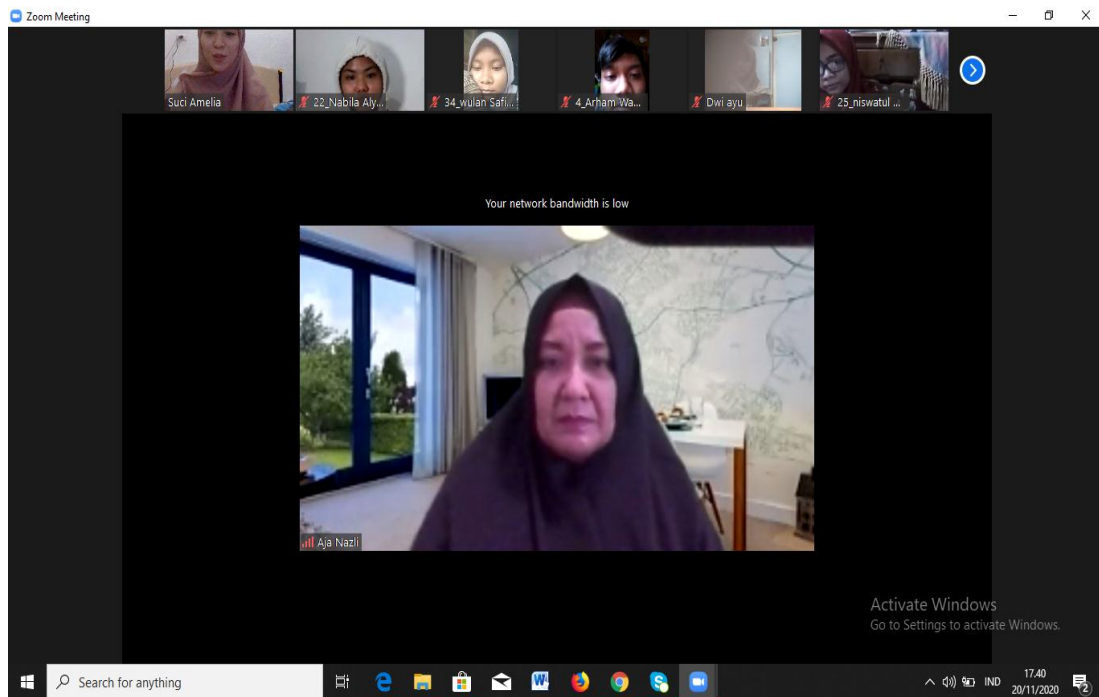 Zoom Meeting
Suci Amelia
22_Nabila Aly...
34_wulan Safi...
4_Arham Wa...
Dwi ayu
25_niswatul ...
Your network bandwidth is low
Aja Nazli
Activate Windows
Go to Settings to activate Windows.
Search for anything
IND
17.40
20/11/2020
2